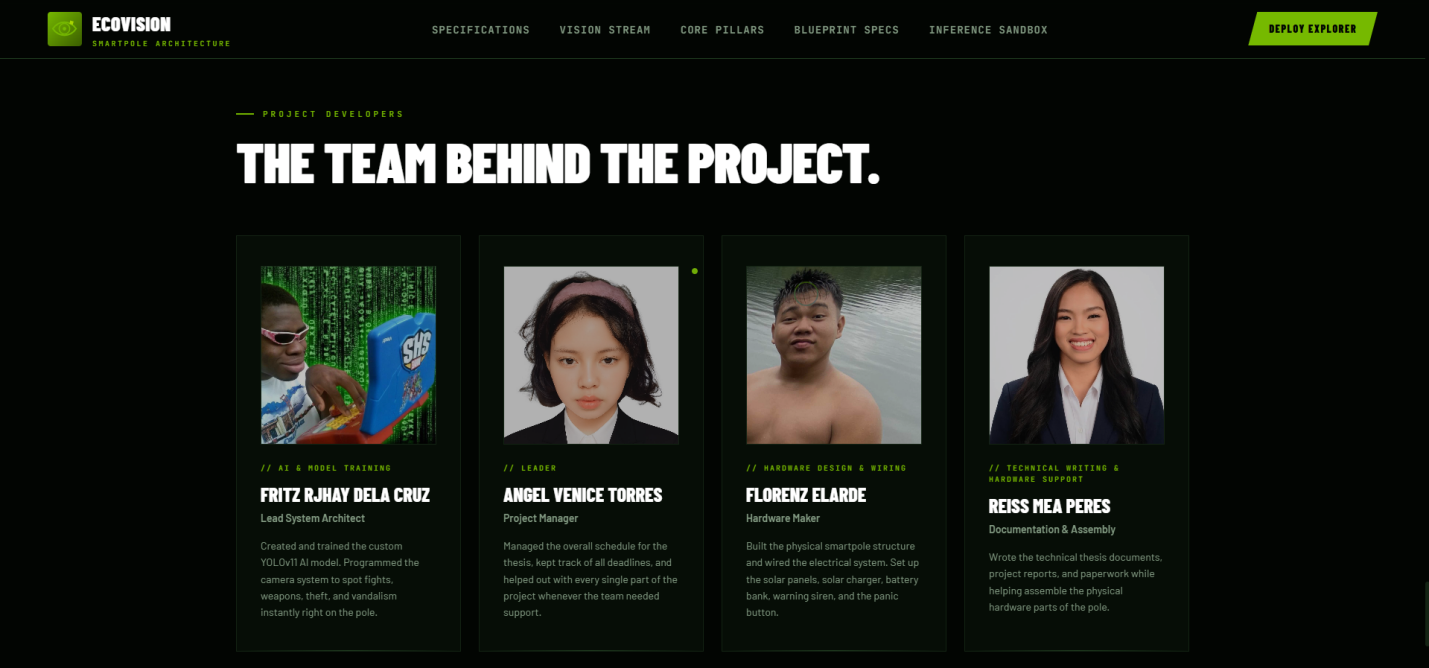 ECOVISION
SMARTPOLE ARCHITECTURE
SPECIFICATIONS
VISION STREAM
CORE PILLARS
BLUEPRINT SPECS
INFERENCE SANDBOX
DEPLOY EXPLORER
PROJECT DEVELOPERS
THE TEAM BEHIND THE PROJECT.
SHS
// AI & MODEL TRAINING
FRITZ RJHAY DELA CRUZ
Lead System Architect
Created and trained the custom
YOLOv11 AI model. Programmed the
camera system to spot fights,
weapons, theft, and vandalism
instantly right on the pole.
// LEADER
ANGEL VENICE TORRES
Project Manager
Managed the overall schedule for the
thesis, kept track of all deadlines, and
helped out with every single part of the
project whenever the team needed
support.
// HARDWARE DESIGN & WIRING
FLORENZ ELARDE
Hardware Maker
Built the physical smartpole structure
and wired the electrical system. Set up
the solar panels, solar charger, battery
bank, warning siren, and the panic
button.
// TECHNICAL WRITING &
HARDWARE SUPPORT
REISS MEA PERES
Documentation & Assembly
Wrote the technical thesis documents,
project reports, and paperwork while
helping assemble the physical
hardware parts of the pole.